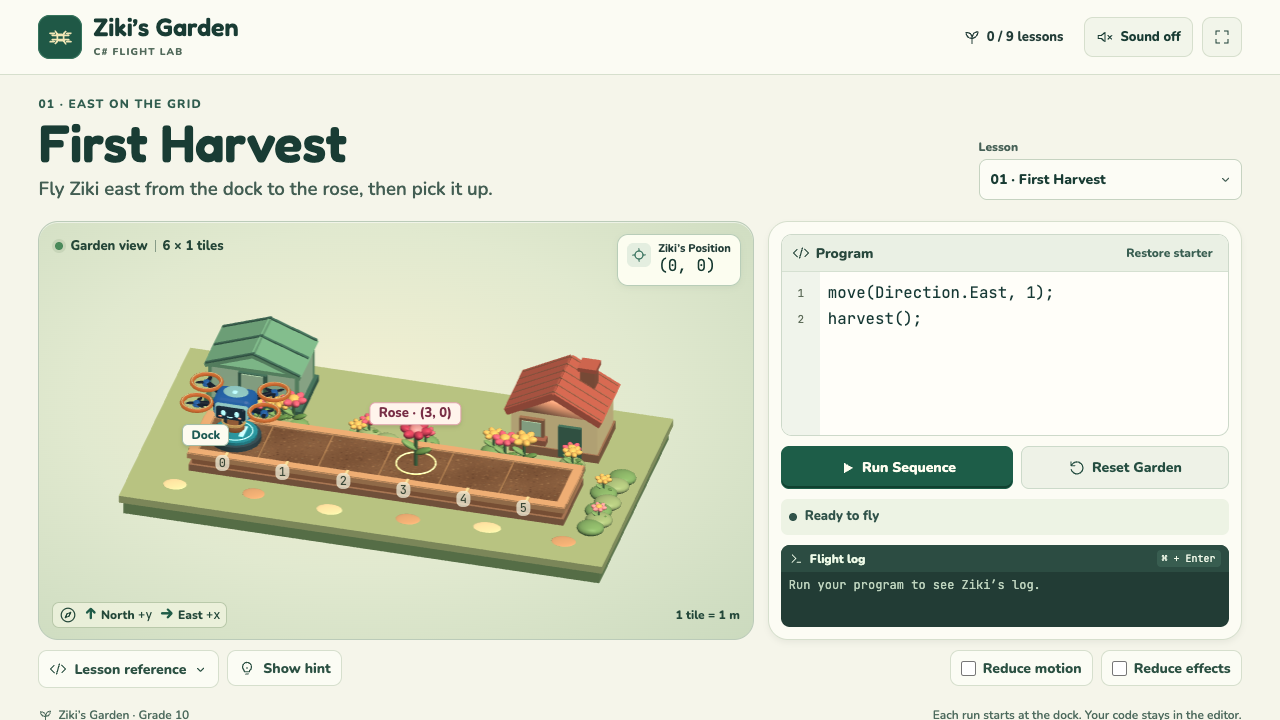 Ziki's Garden
C# FLIGHT LAB
0 / 9 lessons
Sound off
01 · EAST ON THE GRID
First Harvest
Fly Ziki east from the dock to the rose, then pick it up.
Lesson
01 · First Harvest
Garden view | 6 × 1 tiles
Ziki's Position
(0, 0)
Rose · (3, 0)
Dock
0
1
2
3
4
5
North +y East +x
1 tile = 1 m
</> Program
Restore starter
1 move(Direction.East, 1);
2 harvest();
Run Sequence
Reset Garden
Ready to fly
Flight log
⌘ + Enter
Run your program to see Ziki's log.
</> Lesson reference
Show hint
Reduce motion
Reduce effects
Ziki's Garden · Grade 10
Each run starts at the dock. Your code stays in the editor.